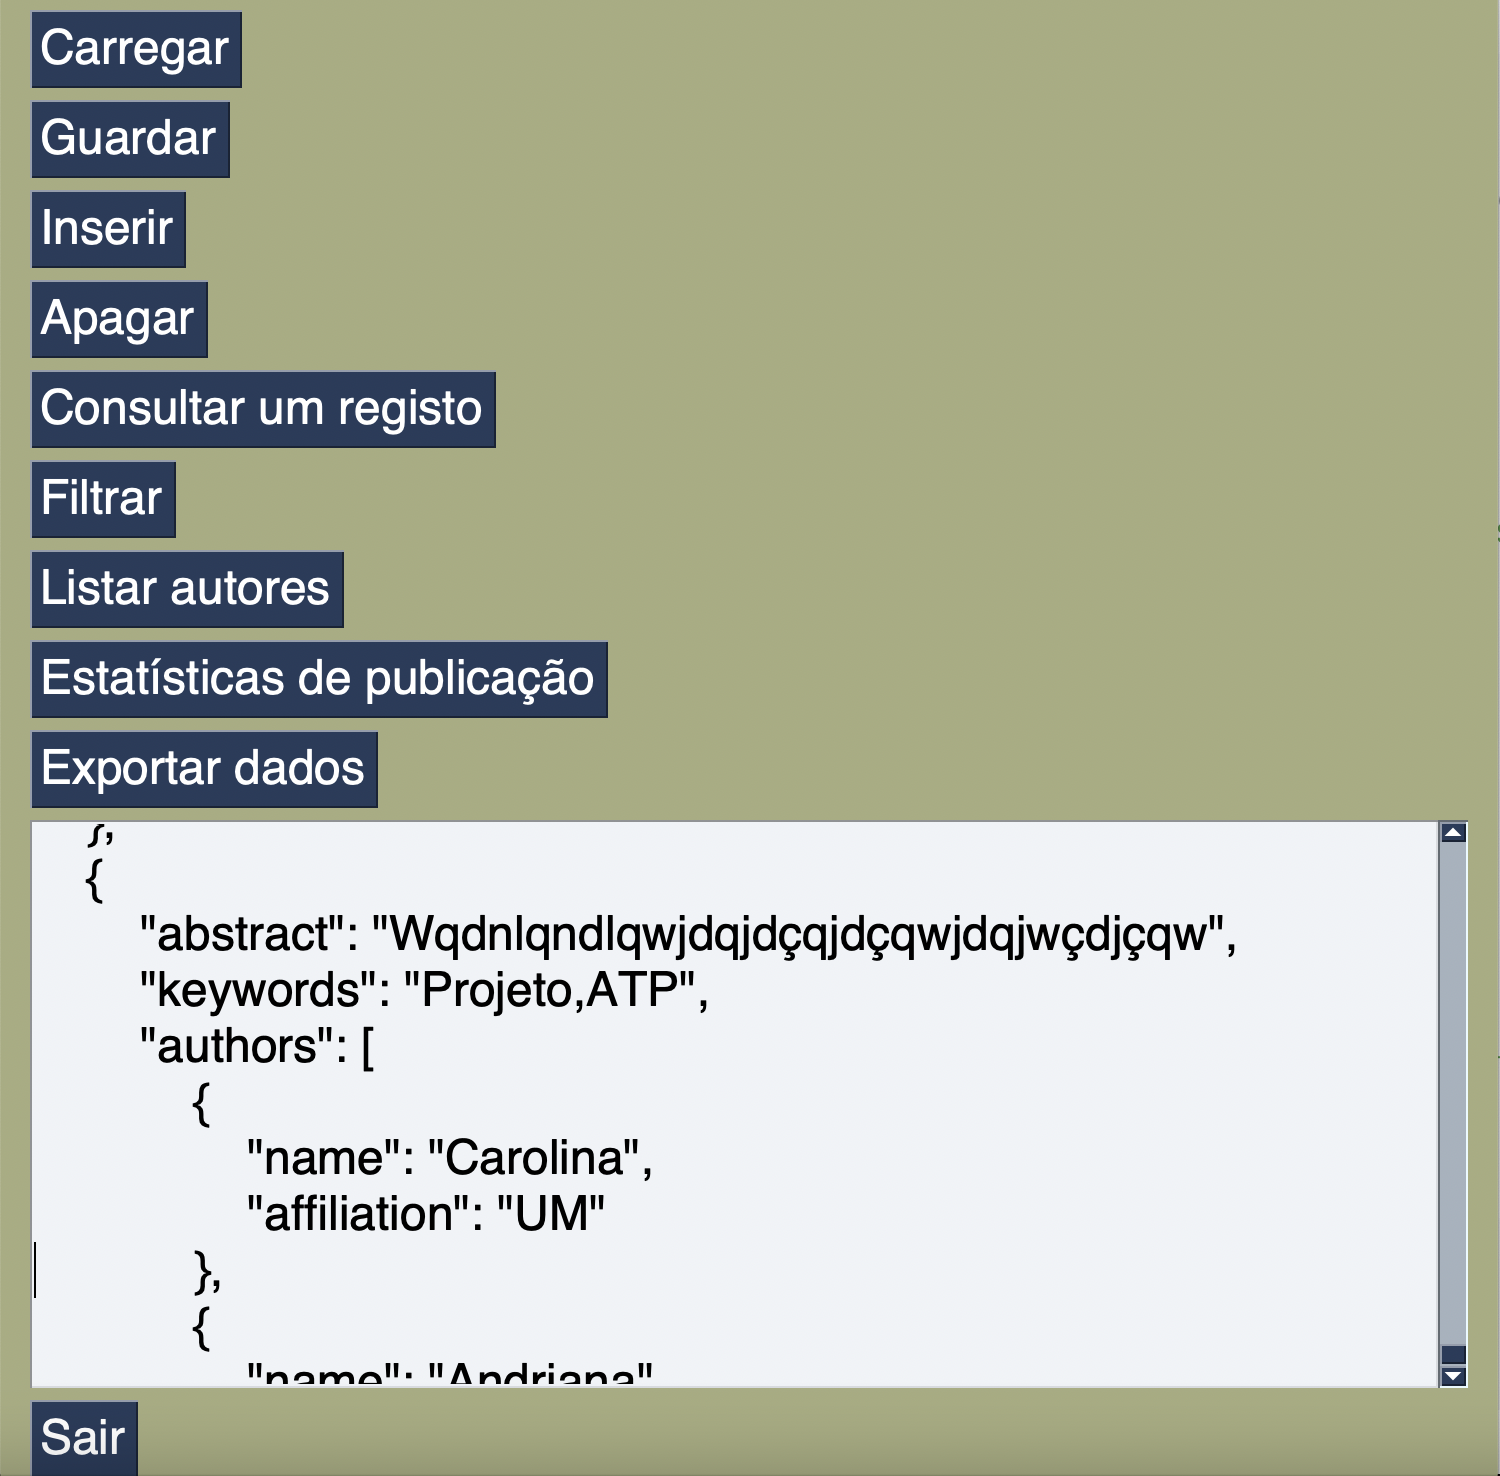 Carregar
Guardar
Inserir
Apagar
Consultar um registo
Filtrar
Listar autores
Estatísticas de publicação
Exportar dados
},
{
"abstract": "Wqdnlqndlqwjdqjdçqjdçqwjdqjwçdjçqw",
"keywords": "Projeto,ATP",
"authors": [
{
"name": "Carolina",
"affiliation": "UM"
},
{
"name": "Andriana"
Sair